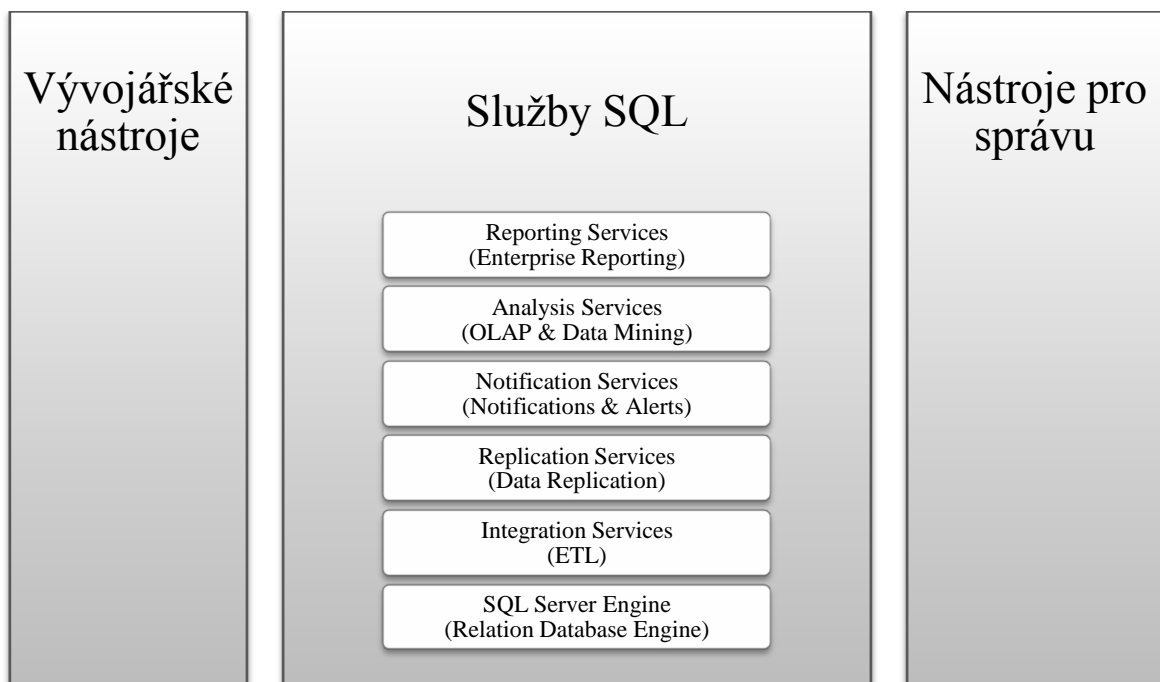 Vývojářské
nástroje
Služby SQL
Reporting Services
(Enterprise Reporting)
Analysis Services
(OLAP & Data Mining)
Notification Services
(Notifications & Alerts)
Replication Services
(Data Replication)
Integration Services
(ETL)
SQL Server Engine
(Relation Database Engine)
Nástroje pro
správu